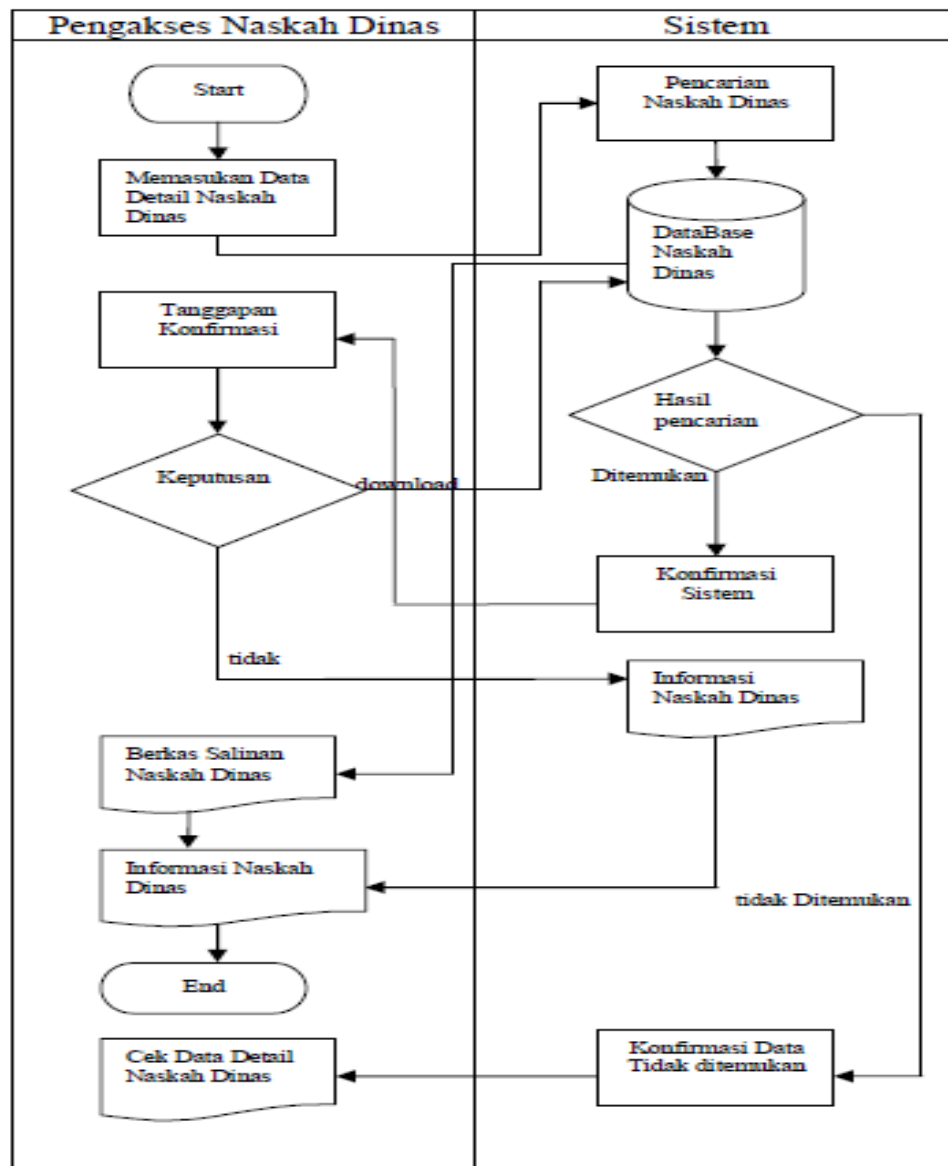 Pengakses Naskah Dinas
Sistem
Start
Pencarian
Naskah Dinas
Memasukan Data
Detail Naskah
Dinas
DataBase
Naskah
Dinas
Tanggapan
Konfirmasi
Hasil
pencarian
Keputusan
download
Ditemukan
Konfirmasi
Sistem
tidak
Informasi
Naskah Dinas
Berkas Salinan
Naskah Dinas
Informasi Naskah
Dinas
tidak Ditemukan
End
Cek Data Detail
Naskah Dinas
Konfirmasi Data
Tidak ditemukan